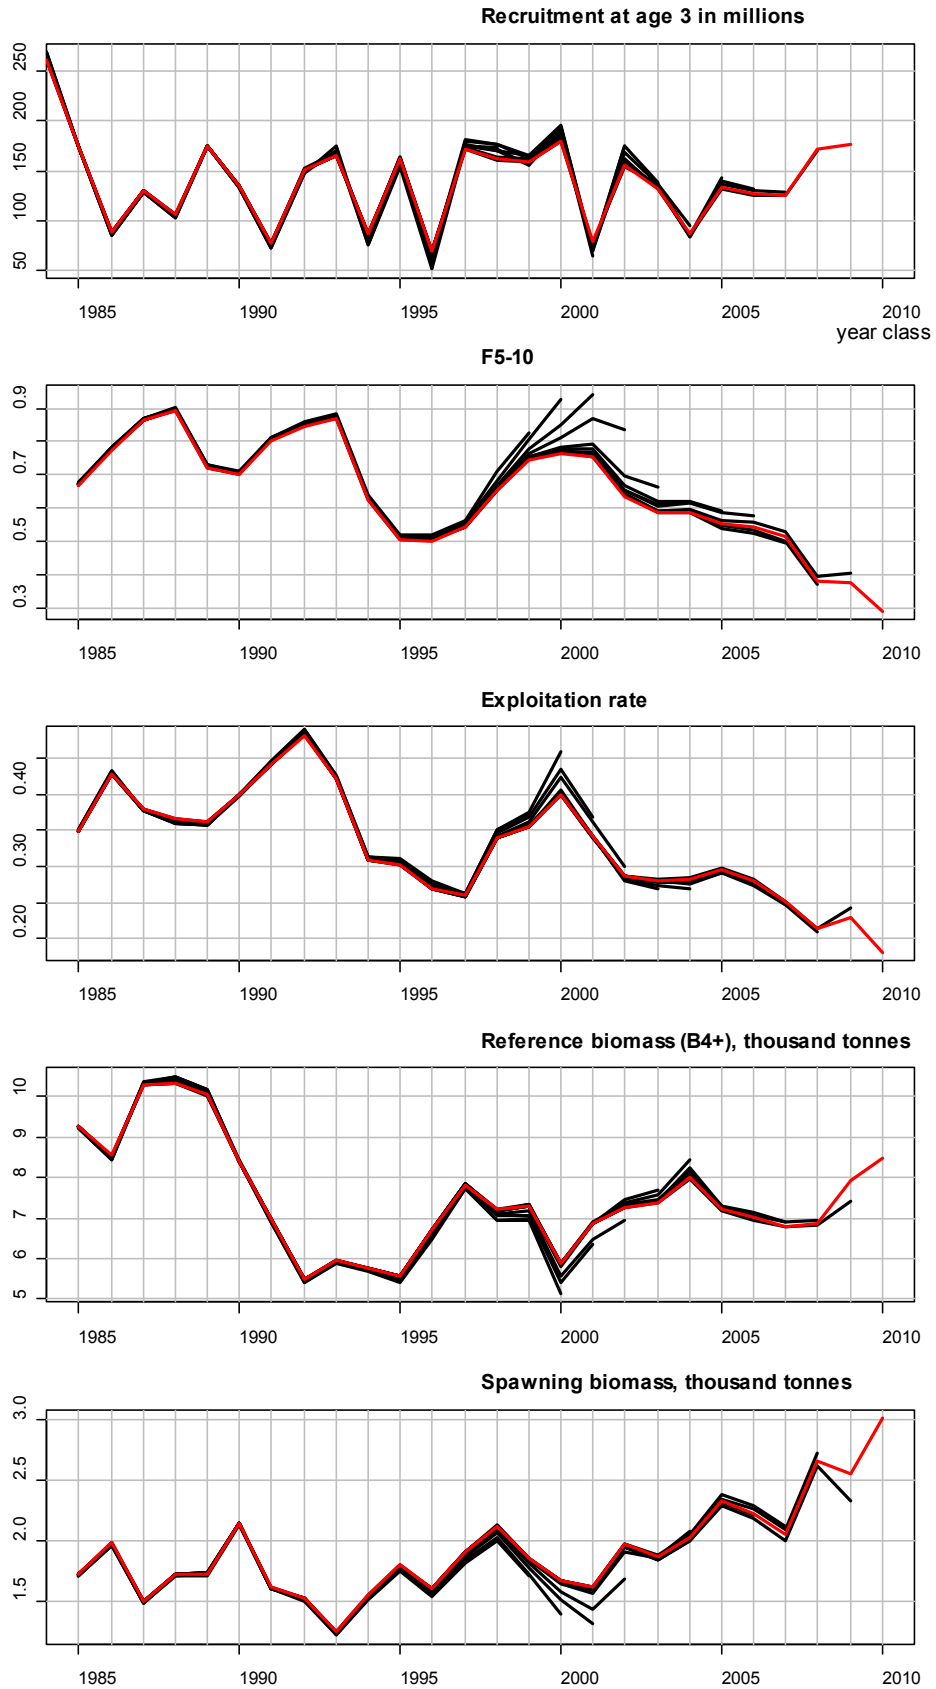 Recruitment at age 3 in millions
250
200
150
100
50
1985 1990 1995 2000 2005 2010
year class
F5-10
0.9
0.7
0.5
0.3
1985 1990 1995 2000 2005 2010
Exploitation rate
0.40
0.30
0.20
1985 1990 1995 2000 2005 2010
Reference biomass (B4+), thousand tonnes
10
9
8
7
6
5
1985 1990 1995 2000 2005 2010
Spawning biomass, thousand tonnes
3.0
2.5
2.0
1.5
1985 1990 1995 2000 2005 2010